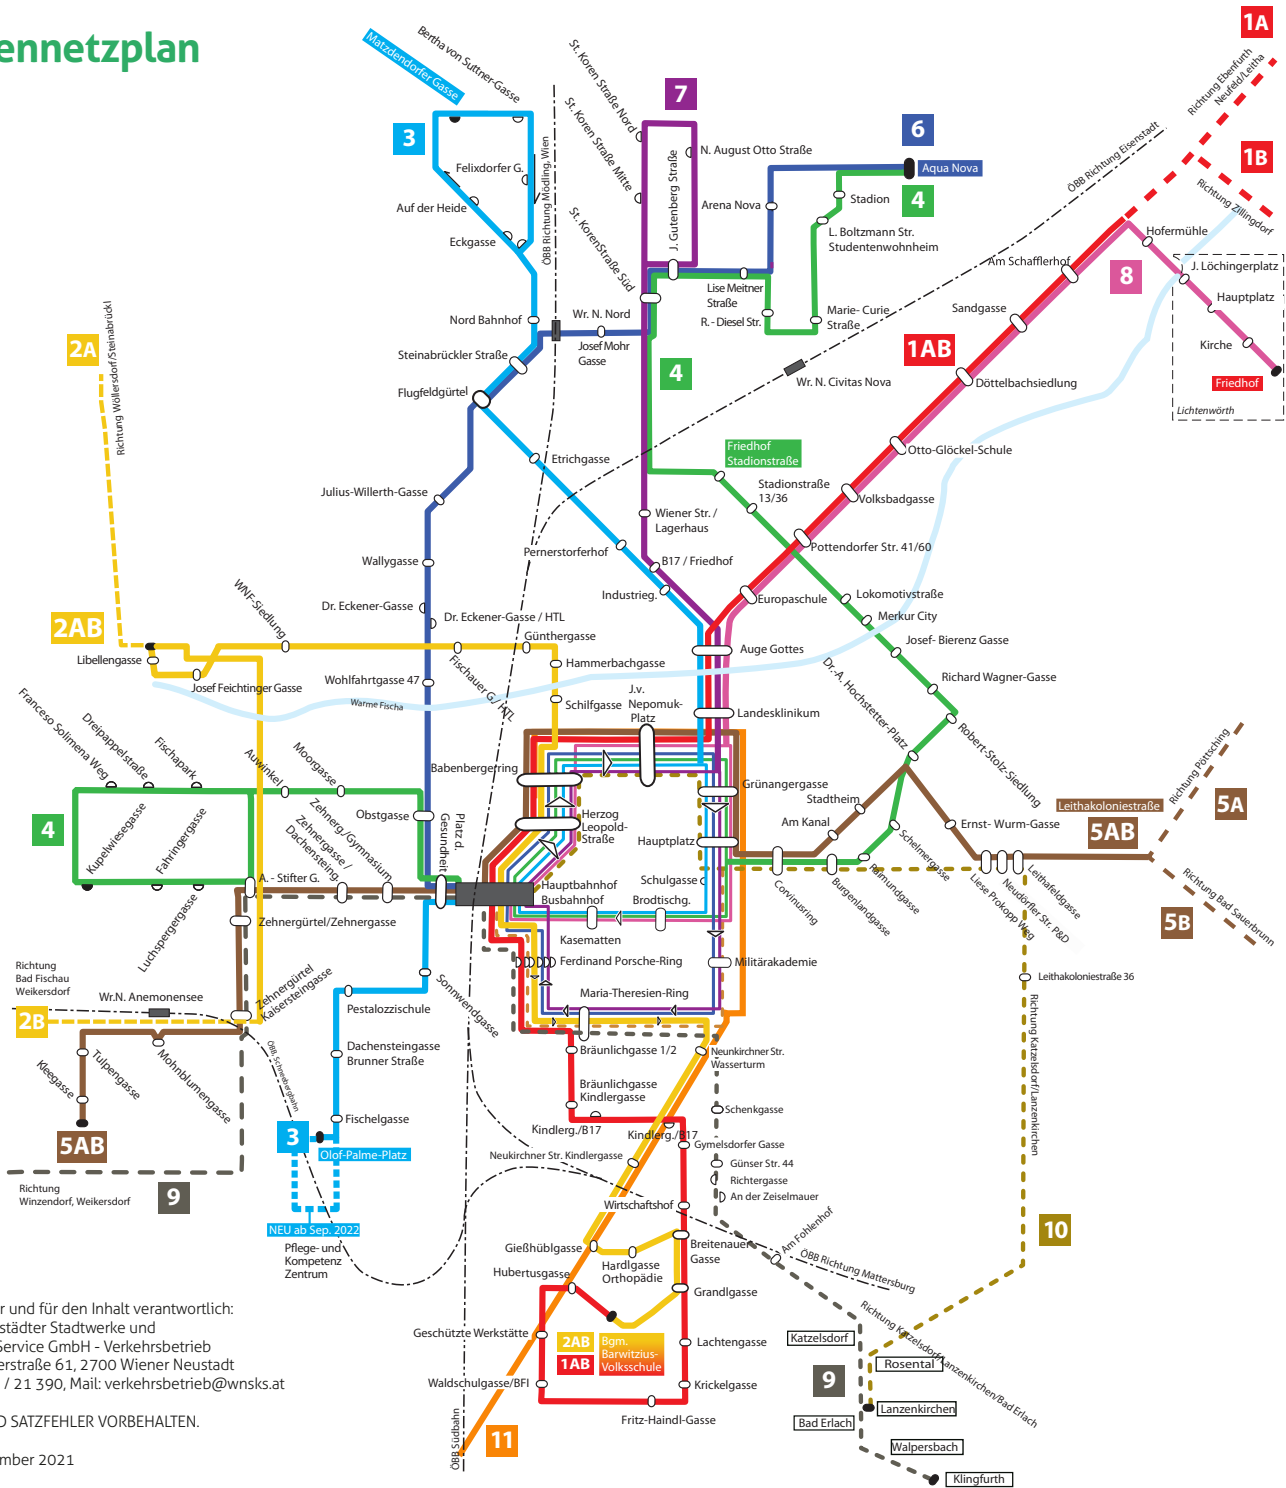 ennetzplan
Matzdendorfer Gasse
Bertha von Suttner-Gasse
3
Felixdorfer G.
Auf der Heide
Eckgasse
ÖBB Richtung Mödling, Wien
St. Koren Straße Nord
St. Koren Straße Mitte
St. KorenStraße Süd
7
N. August Otto Straße
J. Gutenberg Straße
6
Aqua Nova
4
Arena Nova
Stadion
L. Boltzmann Str.
Studentenwohnheim
Lise Meitner
Straße
R. - Diesel Str.
Marie- Curie
Straße
1A
Richtung Ebenfurth
Neufeld/Leitha
1B
Richtung Zillingdorf
ÖBB Richtung Eisenstadt
Hofermühle
J. Löchingerplatz
Hauptplatz
Kirche
Friedhof
Lichtenwörth
8
Am Schafflerhof
Sandgasse
1AB
Döttelbachsiedlung
Otto-Glöckel-Schule
Volksbadgasse
Pottendorfer Str. 41/60
Europaschule
Nord Bahnhof
Wr. N. Nord
Josef Mohr
Gasse
Steinabrückler Straße
Flugfeldgürtel
4
Wr. N. Civitas Nova
2A
Richtung Wöllersdorf/Steinabrückl
Etrichgasse
Friedhof
Stadionstraße
Stadionstraße
13/36
Julius-Willerth-Gasse
Wiener Str. /
Lagerhaus
Pernerstorferhof
B17 / Friedhof
Wallygasse
Industrieg.
Lokomotivstraße
Merkur City
Josef- Bierenz Gasse
Richard Wagner-Gasse
WNF-Siedlung
Dr. Eckener-Gasse
Dr. Eckener-Gasse / HTL
Günthergasse
2AB
Libellengasse
Josef Feichtinger Gasse
Fischauer G./ HTL
Hammerbachgasse
Auge Gottes
Wohlfahrtgasse 47
Schilfgasse
J.v.
Nepomuk-
Platz
Landesklinikum
Warme Fischa
Dr.-A. Hochstetter-Platz
Robert-Stolz-Siedlung
Franceso Solimena Weg
Dreipappelstraße
Fischapark
Auwinkel
Moorgasse
Babenbergerring
Grünangergasse
Stadtheim
Am Kanal
Leithakoloniestraße
5AB
5A
Richtung Pöttsching
4
Kupelwiesegasse
Fahringergasse
Luchspergergasse
Zehnergasse /
Dachensteing.
Zehnerg./Gymnasium
Obstgasse
Platz d.
Gesundheit
Herzog
Leopold-
Straße
Hauptplatz
Schelmergasse
Ernst- Wurm-Gasse
A. - Stifter G.
Hauptbahnhof
Busbahnhof
Schulgasse
Brodtischg.
Corvinusring
Burgenlandgasse
Raimundgasse
Liese Prokopp Weg
Neudörfler Str. P&D
Leithafeldgasse
Richtung Bad Sauerbrunn
5B
Zehnergürtel/Zehnergasse
Kasematten
Richtung
Bad Fischau
Weikersdorf
2B
Wr.N. Anemonensee
Zehnergürtel
Kaisersteingasse
Ferdinand Porsche-Ring
Militärakademie
Leithakoloniestraße 36
Sonnwendgasse
Maria-Theresien-Ring
Pestalozzischule
Kleegasse
Tulpengasse
Mohnblumengasse
ÖBB, Schneebergbahn
Dachensteingasse
Brunner Straße
Bräunlichgasse 1/2
Neunkirchner Str.
Wasserturm
Richtung Katzelsdorf/Lanzenkirchen
5AB
Bräunlichgasse
Kindlergasse
Schenkgasse
Fischelgasse
3
Olof-Palme-Platz
Kindlerg./B17
Kindlerg./B17
Gymelsdorfer Gasse
Neukirchner Str. Kindlergasse
Günser Str. 44
Richtergasse
An der Zeiselmauer
Richtung
Winzendorf, Weikersdorf
9
NEU ab Sep. 2022
Pflege- und
Kompetenz
Zentrum
Wirtschaftshof
Am Fohlenhof
10
Gießhüblgasse
Hardlgasse
Orthopädie
Breitenauer
Gasse
ÖBB Richtung Mattersburg
Hubertusgasse
Grandlgasse
r und für den Inhalt verantwortlich:
städter Stadtwerke und
Service GmbH - Verkehrsbetrieb
erstraße 61, 2700 Wiener Neustadt
/ 21 390, Mail: verkehrsbetrieb@wnsks.at
Geschützte Werkstätte
2AB
1AB
Bgm.
Barwitzius-
Volksschule
Lachtengasse
Katzelsdorf
Richtung Katzelsdorf/Lanzenkirchen/Bad Erlach
Rosental
Waldschulgasse/BFI
Krickelgasse
9
Lanzenkirchen
Fritz-Haindl-Gasse
Bad Erlach
D SATZFEHLER VORBEHALTEN.
ÖBB Südbahn
11
Walpersbach
mber 2021
Klingfurth